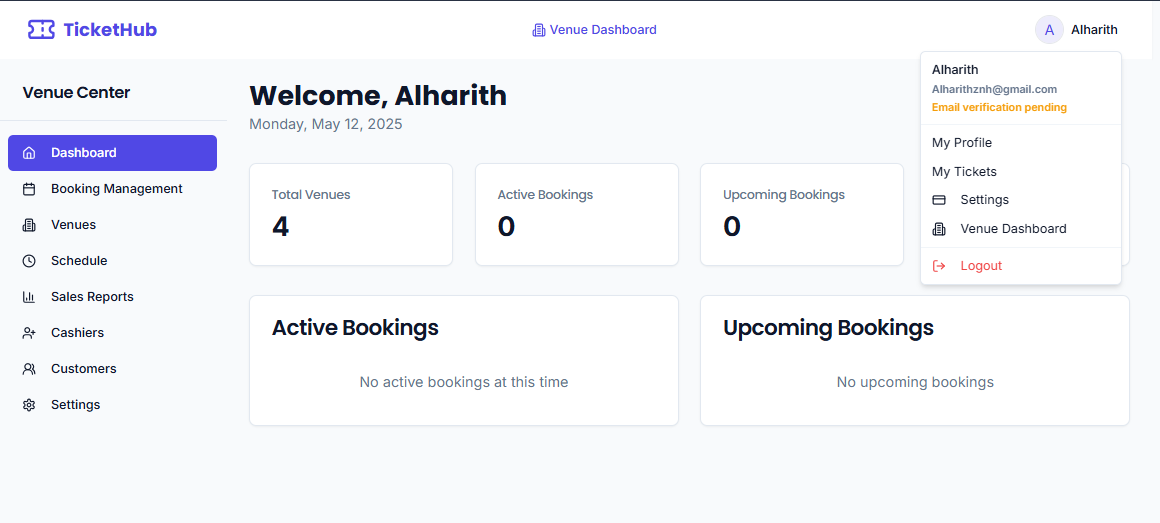 TicketHub
Venue Dashboard
A
Alharith
Venue Center
Dashboard
Booking Management
Venues
Schedule
Sales Reports
Cashiers
Customers
Settings
Welcome, Alharith
Monday, May 12, 2025
Total Venues
4
Active Bookings
0
Upcoming Bookings
0
Active Bookings
No active bookings at this time
Upcoming Bookings
No upcoming bookings
Alharith
Alharithznh@gmail.com
Email verification pending
My Profile
My Tickets
Settings
Venue Dashboard
Logout